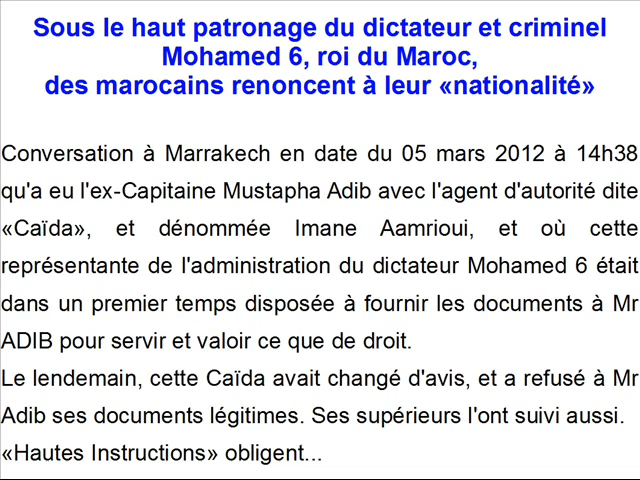 Sous le haut patronage du dictateur et criminel
Mohamed 6, roi du Maroc,
des marocains renoncent à leur «nationalité»
Conversation à Marrakech en date du 05 mars 2012 à 14h38
qu'a eu l'ex-Capitaine Mustapha Adib avec l'agent d'autorité dite
«Caïda», et dénommée Imane Aamrioui, et où cette
représentante de l'administration du dictateur Mohamed 6 était
dans un premier temps disposée à fournir les documents à Mr
ADIB pour servir et valoir ce que de droit.
Le lendemain, cette Caïda avait changé d'avis, et a refusé à Mr
Adib ses documents légitimes. Ses supérieurs l'ont suivi aussi.
«Hautes Instructions» obligent...